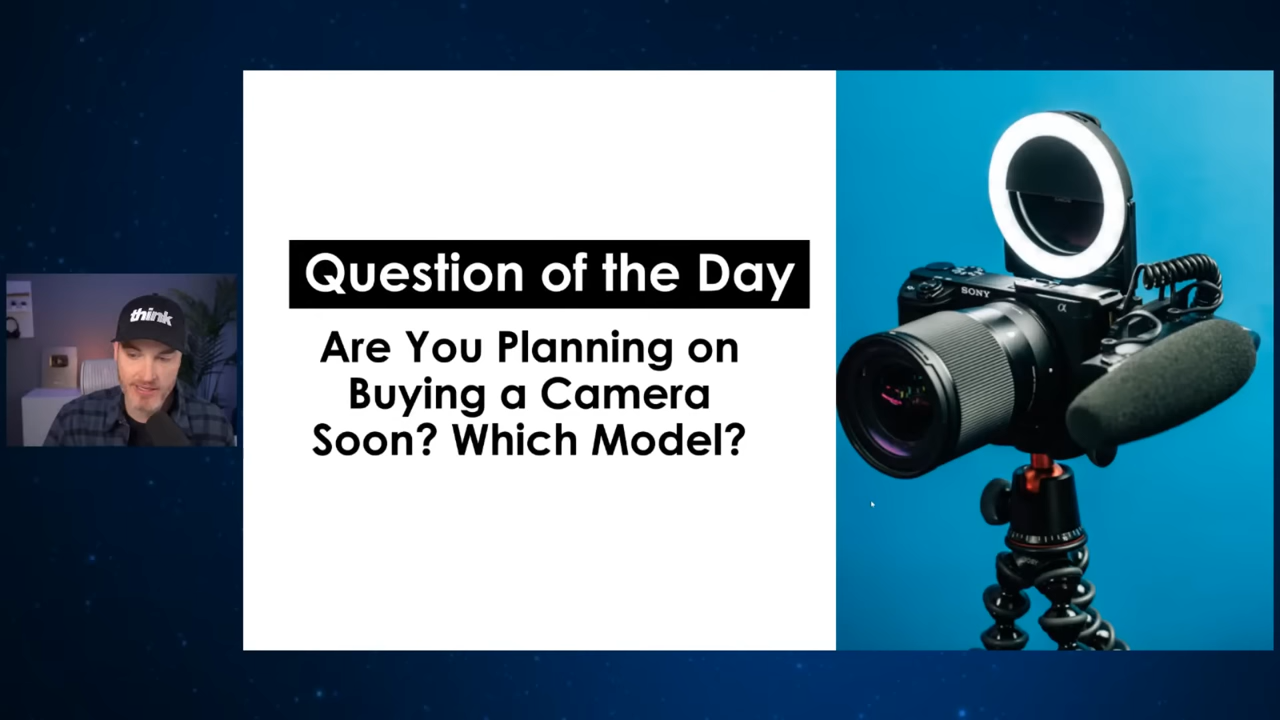 Question of the Day
Are You Planning on
Buying a Camera
Soon? Which Model?
think
SONY
α